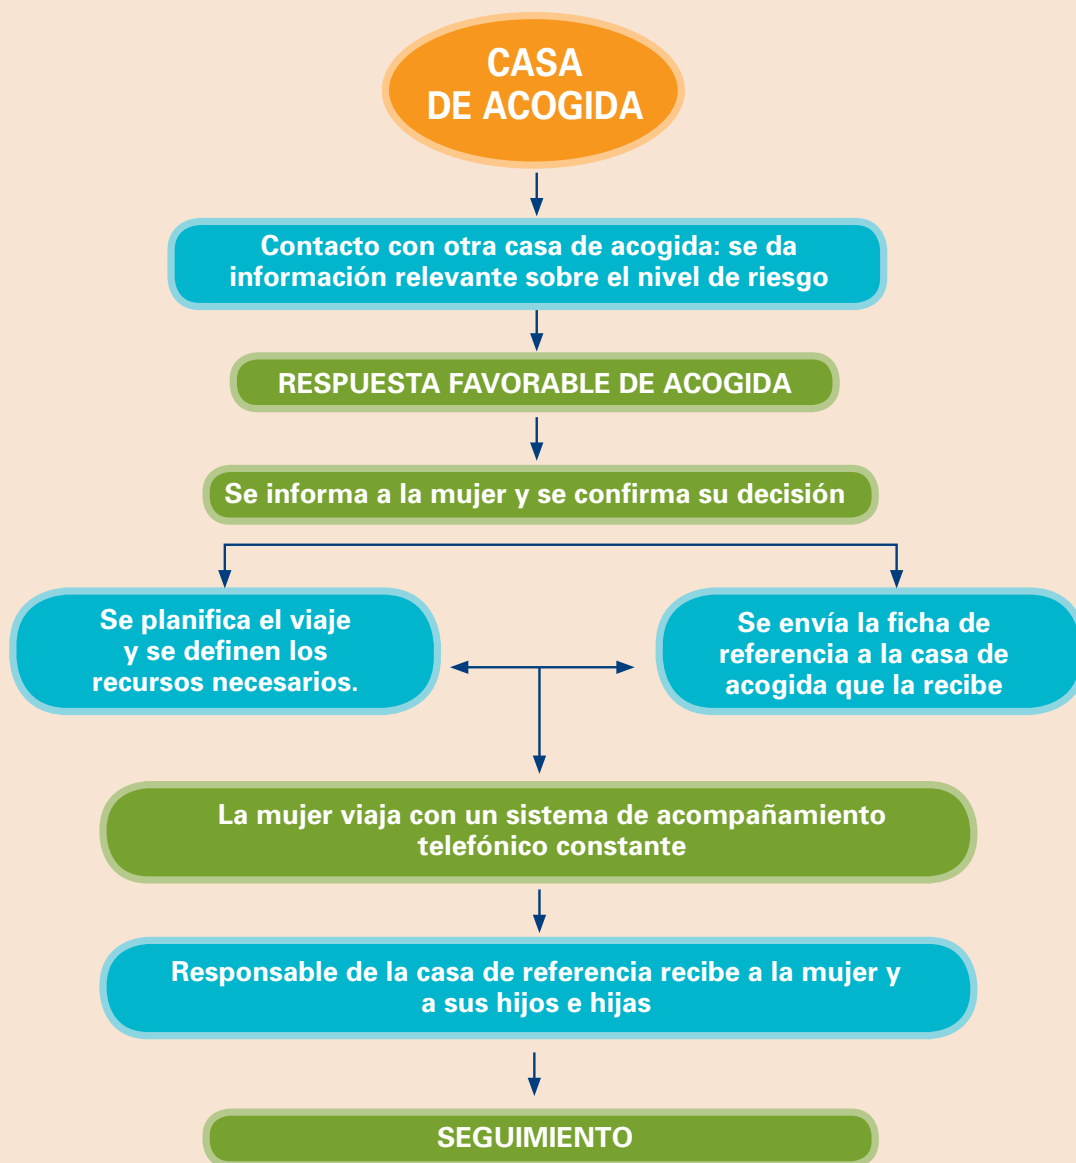 CASA
DE ACOGIDA
Contacto con otra casa de acogida: se da
información relevante sobre el nivel de riesgo
RESPUESTA FAVORABLE DE ACOGIDA
Se informa a la mujer y se confirma su decisión
Se planifica el viaje
y se definen los
recursos necesarios.
Se envía la ficha de
referencia a la casa de
acogida que la recibe
La mujer viaja con un sistema de acompañamiento
telefónico constante
Responsable de la casa de referencia recibe a la mujer y
a sus hijos e hijas
SEGUIMIENTO